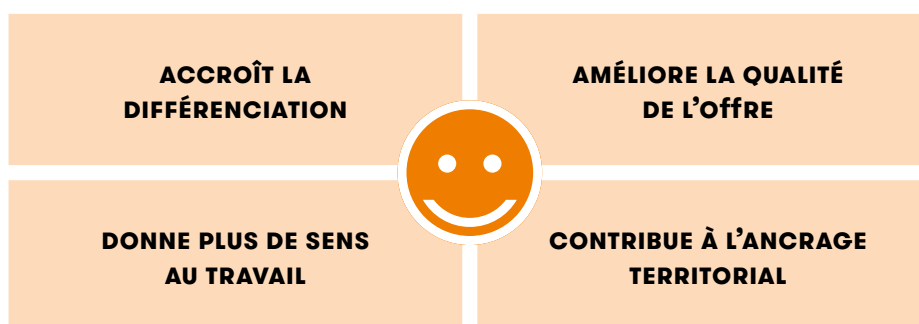 ACCROÎT LA
DIFFÉRENCIATION
AMÉLIORE LA QUALITÉ
DE L’OffRE
DONNE PLUS DE SENS
AU TRAVAIL
CONTRIBUE À L’ANCRAGE
TERRITORIAL